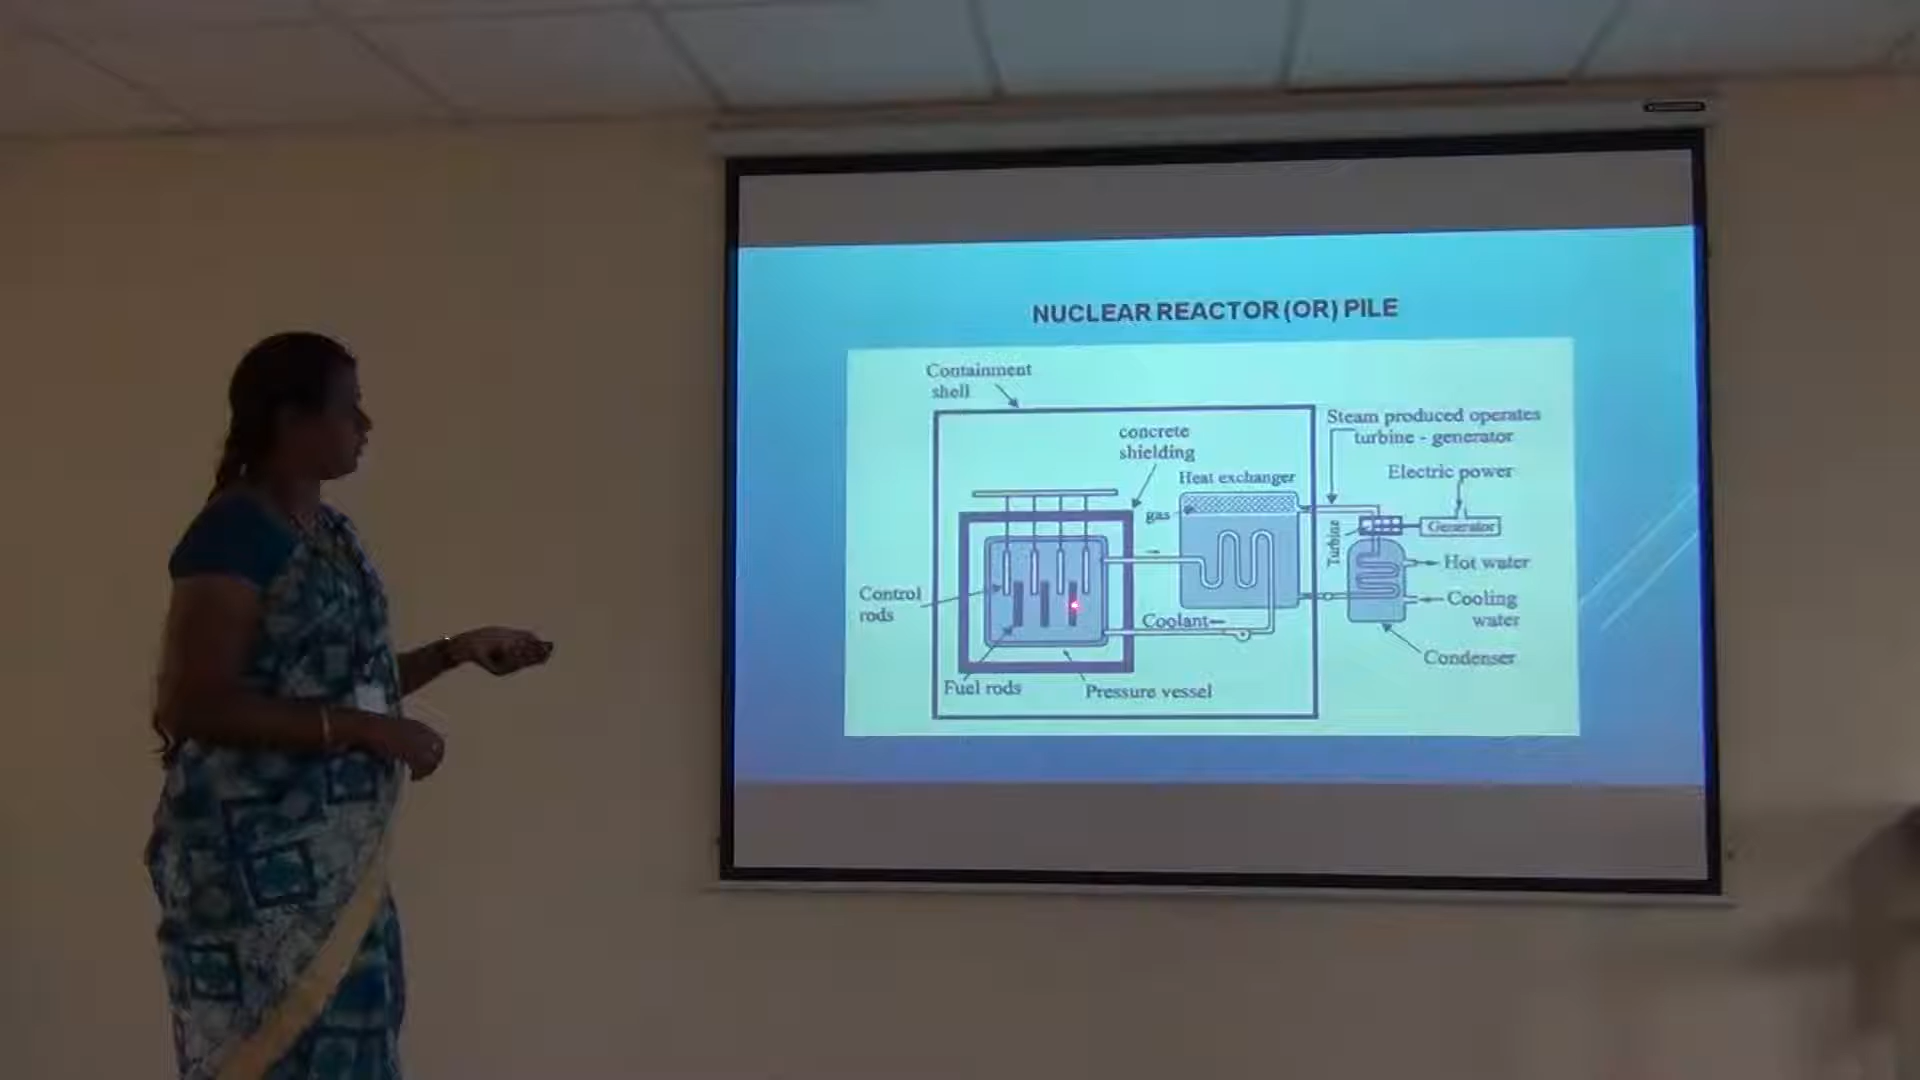 NUCLEAR REACTOR (OR) PILE
Containment
shell
concrete
shielding
Heat exchanger
gas
Steam produced operates
turbine - generator
Electric power
Turbine
Generator
Hot water
Cooling
water
Condenser
Control
rods
Coolant
Fuel rods
Pressure vessel